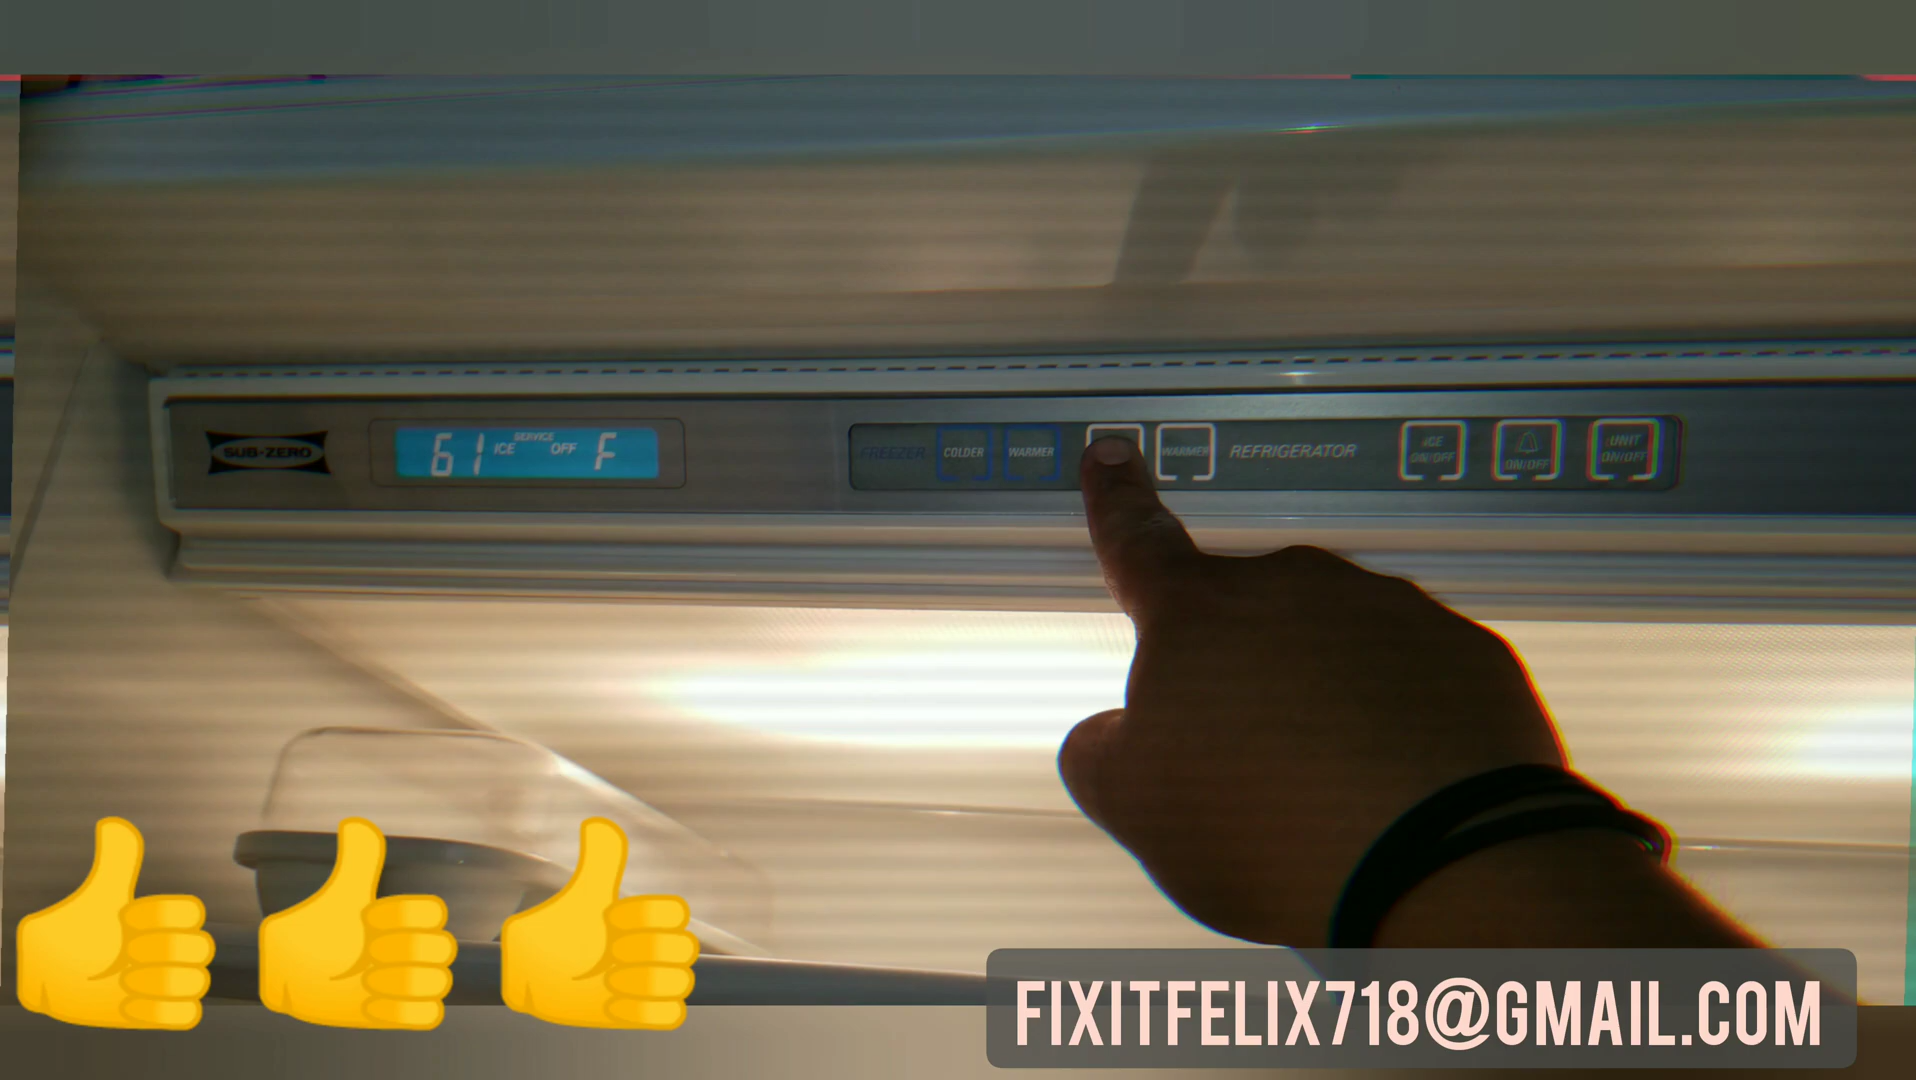 SUB-ZERO
61 ICE SERVICE OFF F
FREEZER COLDER WARMER WARMER REFRIGERATOR
ICE ON/OFF
ON/OFF
UNIT ON/OFF
FIXITFELIX718@GMAIL.COM